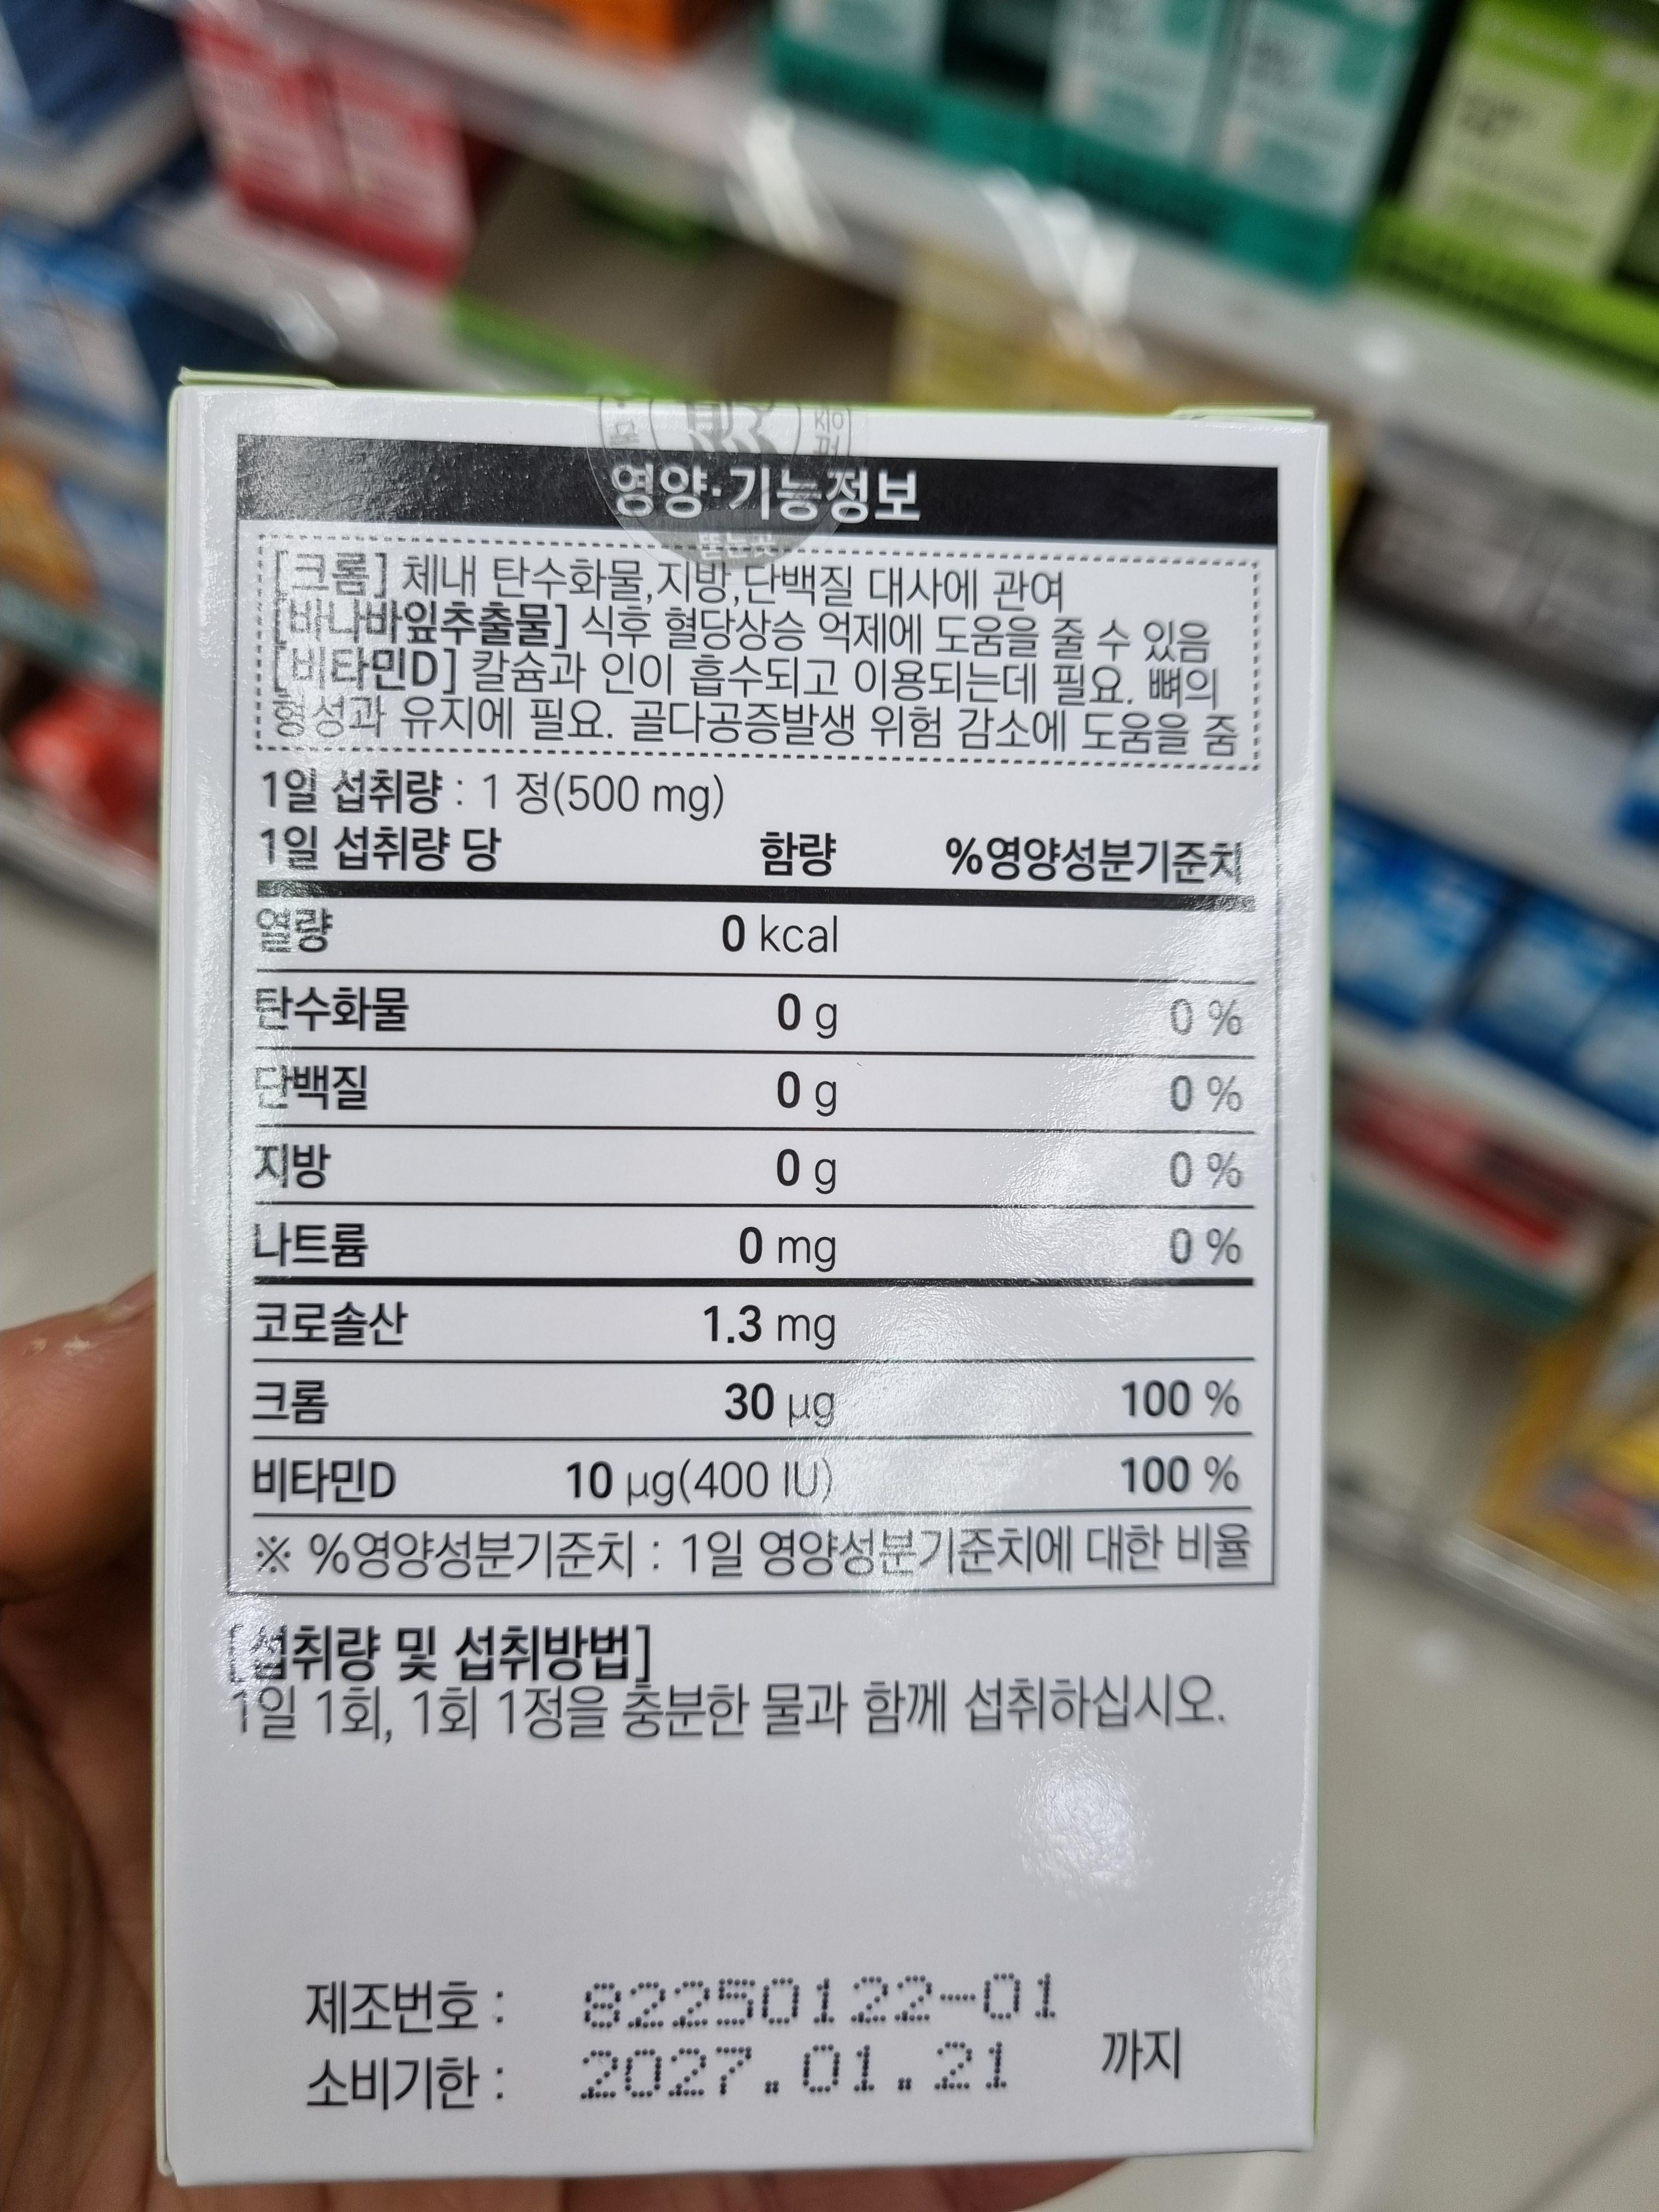 영양·기능정보
뜯는곳
[크롬] 체내 탄수화물,지방,단백질 대사에 관여
[바나바잎추출물] 식후 혈당상승 억제에 도움을 줄 수 있음
[비타민D] 칼슘과 인이 흡수되고 이용되는데 필요. 뼈의
형성과 유지에 필요. 골다공증발생 위험 감소에 도움을 줌
1일 섭취량 : 1 정(500 mg)
1일 섭취량 당 함량 %영양성분기준치
열량 0 kcal
탄수화물 0 g 0 %
단백질 0 g 0 %
지방 0 g 0 %
나트륨 0 mg 0 %
코로솔산 1.3 mg
크롬 30 μg 100 %
비타민D 10 μg(400 IU) 100 %
※ %영양성분기준치 : 1일 영양성분기준치에 대한 비율
[섭취량 및 섭취방법]
1일 1회, 1회 1정을 충분한 물과 함께 섭취하십시오.
제조번호 : 82250122-01
소비기한 : 2027.01.21 까지